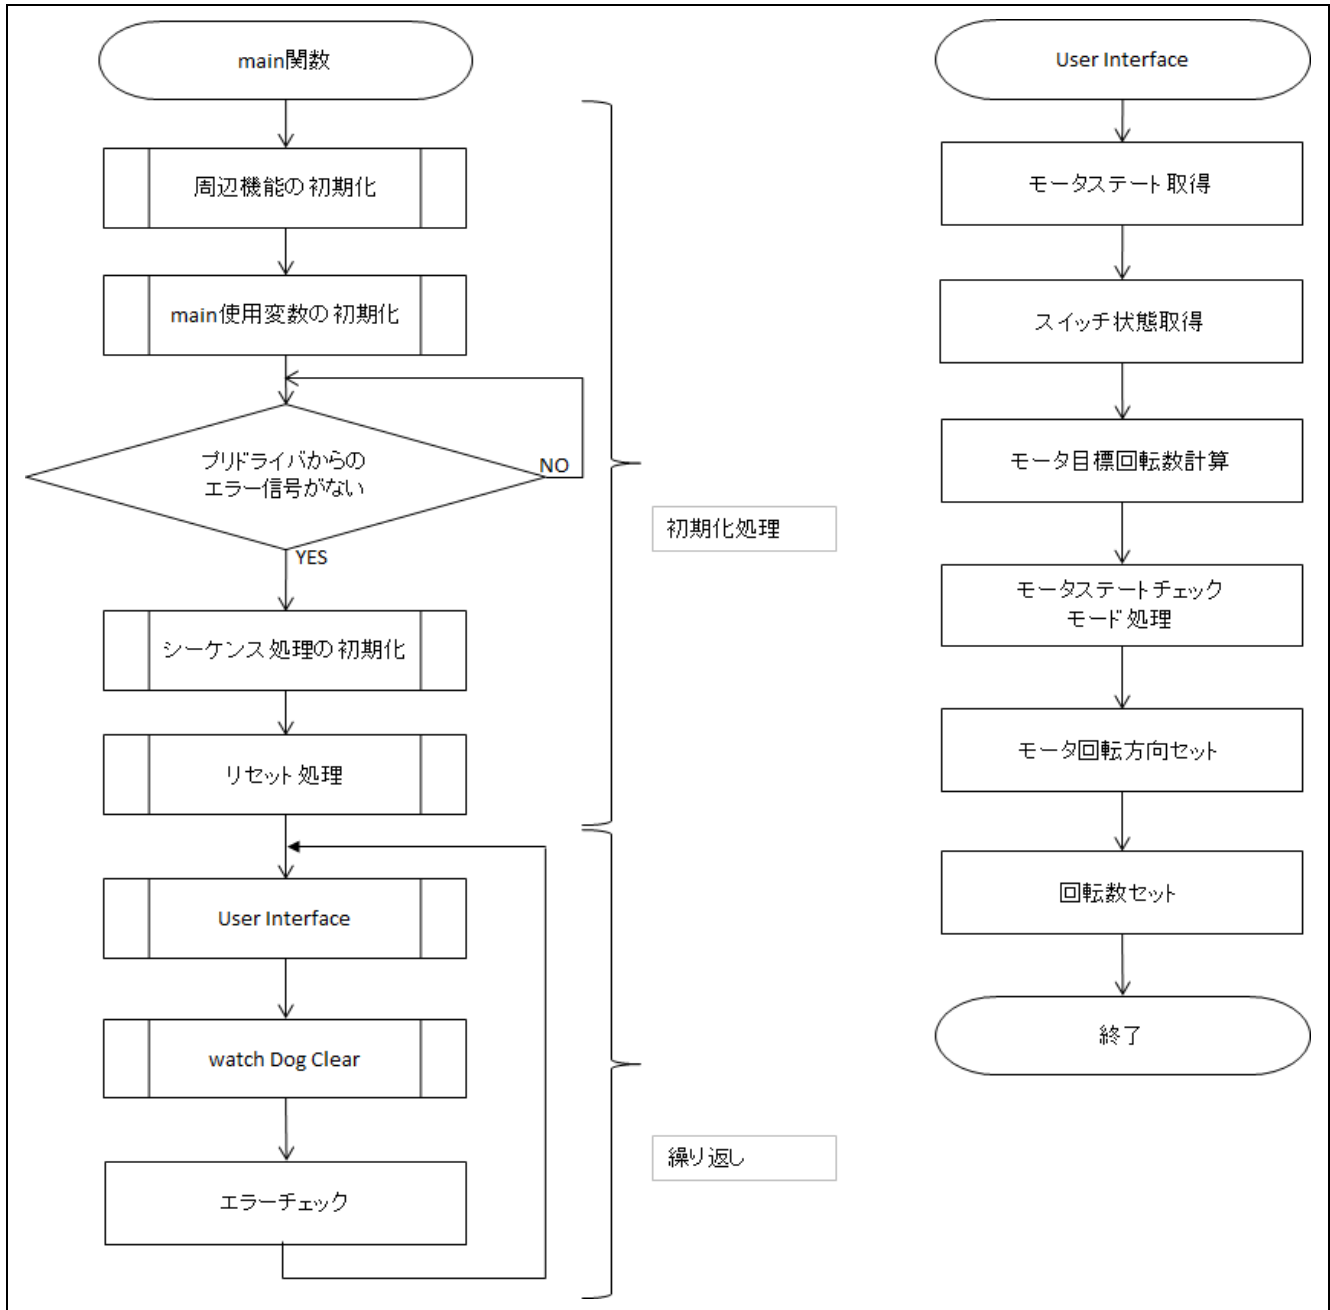 main関数
周辺機能の初期化
main使用変数の初期化
プリドライバからの
エラー信号がない
NO
YES
シーケンス処理の初期化
リセット処理
初期化処理
User Interface
watch Dog Clear
エラーチェック
繰り返し
User Interface
モータステート取得
スイッチ状態取得
モータ目標回転数計算
モータステートチェック
モード処理
モータ回転方向セット
回転数セット
終了